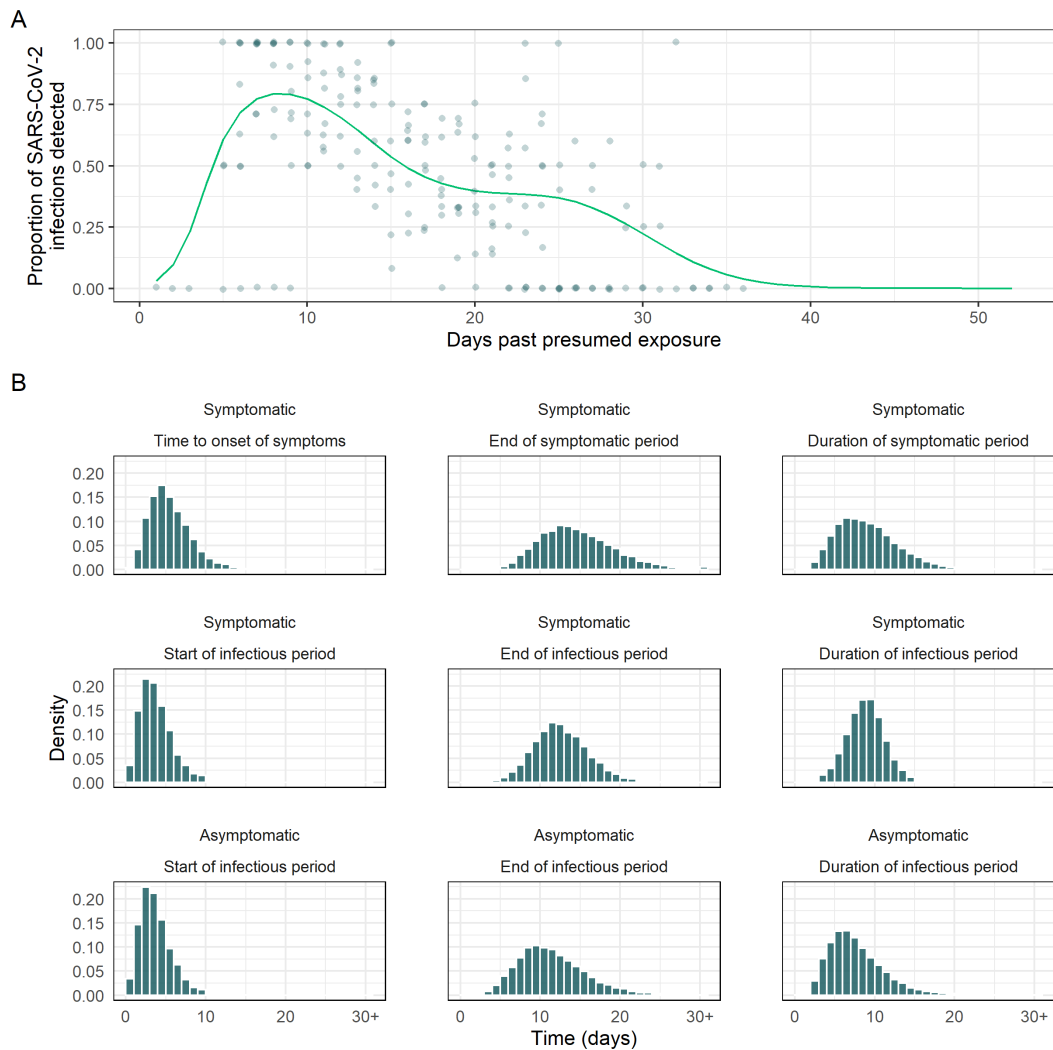 A
Proportion of SARS-CoV-2
infections detected
1.00
0.75
0.50
0.25
0.00
0 10 20 30 40 50
Days past presumed exposure
B
Symptomatic Symptomatic Symptomatic
Time to onset of symptoms End of symptomatic period Duration of symptomatic period
0.20
0.15
0.10
0.05
0.00
Symptomatic Symptomatic Symptomatic
Start of infectious period End of infectious period Duration of infectious period
Density
0.20
0.15
0.10
0.05
0.00
Asymptomatic Asymptomatic Asymptomatic
Start of infectious period End of infectious period Duration of infectious period
0.20
0.15
0.10
0.05
0.00
0 10 20 30+ 0 10 20 30+ 0 10 20 30+
Time (days)